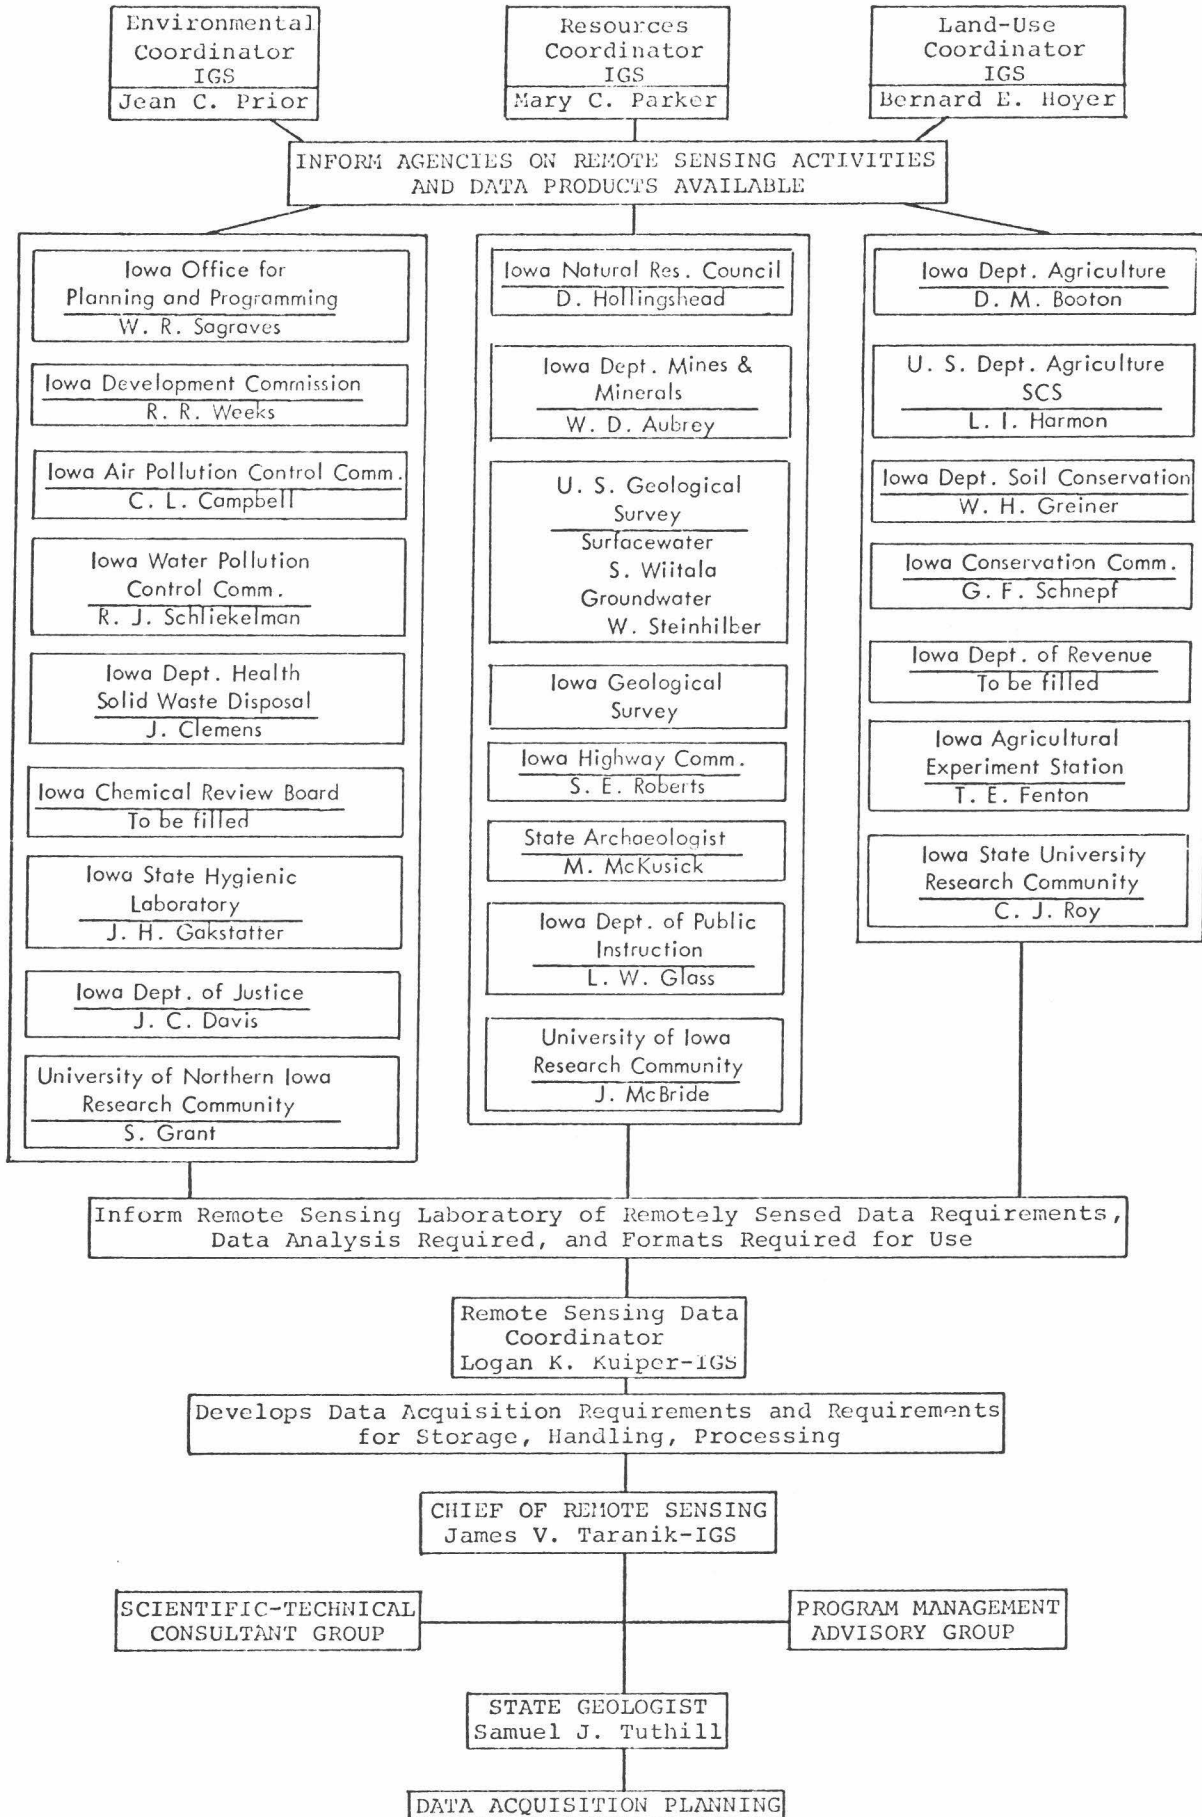 Environmental
Coordinator
IGS
Jean C. Prior
Resources
Coordinator
IGS
Mary C. Parker
Land-Use
Coordinator
IGS
Bernard E. Hoyer
INFORM AGENCIES ON REMOTE SENSING ACTIVITIES
AND DATA PRODUCTS AVAILABLE
Iowa Office for
Planning and Programming
W. R. Sagraves
Iowa Development Commission
R. R. Weeks
Iowa Air Pollution Control Comm.
C. L. Campbell
Iowa Water Pollution
Control Comm.
R. J. Schliekelman
Iowa Dept. Health
Solid Waste Disposal
J. Clemens
Iowa Chemical Review Board
To be filled
Iowa State Hygienic
Laboratory
J. H. Gakstatter
Iowa Dept. of Justice
J. C. Davis
University of Northern Iowa
Research Community
S. Grant
Iowa Natural Res. Council
D. Hollingshead
Iowa Dept. Mines &
Minerals
W. D. Aubrey
U. S. Geological
Survey
Surfacewater
S. Wiitala
Groundwater
W. Steinhilber
Iowa Geological
Survey
Iowa Highway Comm.
S. E. Roberts
State Archaeologist
M. McKusick
Iowa Dept. of Public
Instruction
L. W. Glass
University of Iowa
Research Community
J. McBride
Iowa Dept. Agriculture
D. M. Booton
U. S. Dept. Agriculture
SCS
L. I. Harmon
Iowa Dept. Soil Conservation
W. H. Greiner
Iowa Conservation Comm.
G. F. Schnepf
Iowa Dept. of Revenue
To be filled
Iowa Agricultural
Experiment Station
T. E. Fenton
Iowa State University
Research Community
C. J. Roy
Inform Remote Sensing Laboratory of Remotely Sensed Data Requirements,
Data Analysis Required, and Formats Required for Use
Remote Sensing Data
Coordinator
Logan K. Kuiper-IGS
Develops Data Acquisition Requirements and Requirements
for Storage, Handling, Processing
CHIEF OF REMOTE SENSING
James V. Taranik-IGS
SCIENTIFIC-TECHNICAL
CONSULTANT GROUP
PROGRAM MANAGEMENT
ADVISORY GROUP
STATE GEOLOGIST
Samuel J. Tuthill
DATA ACQUISITION PLANNING